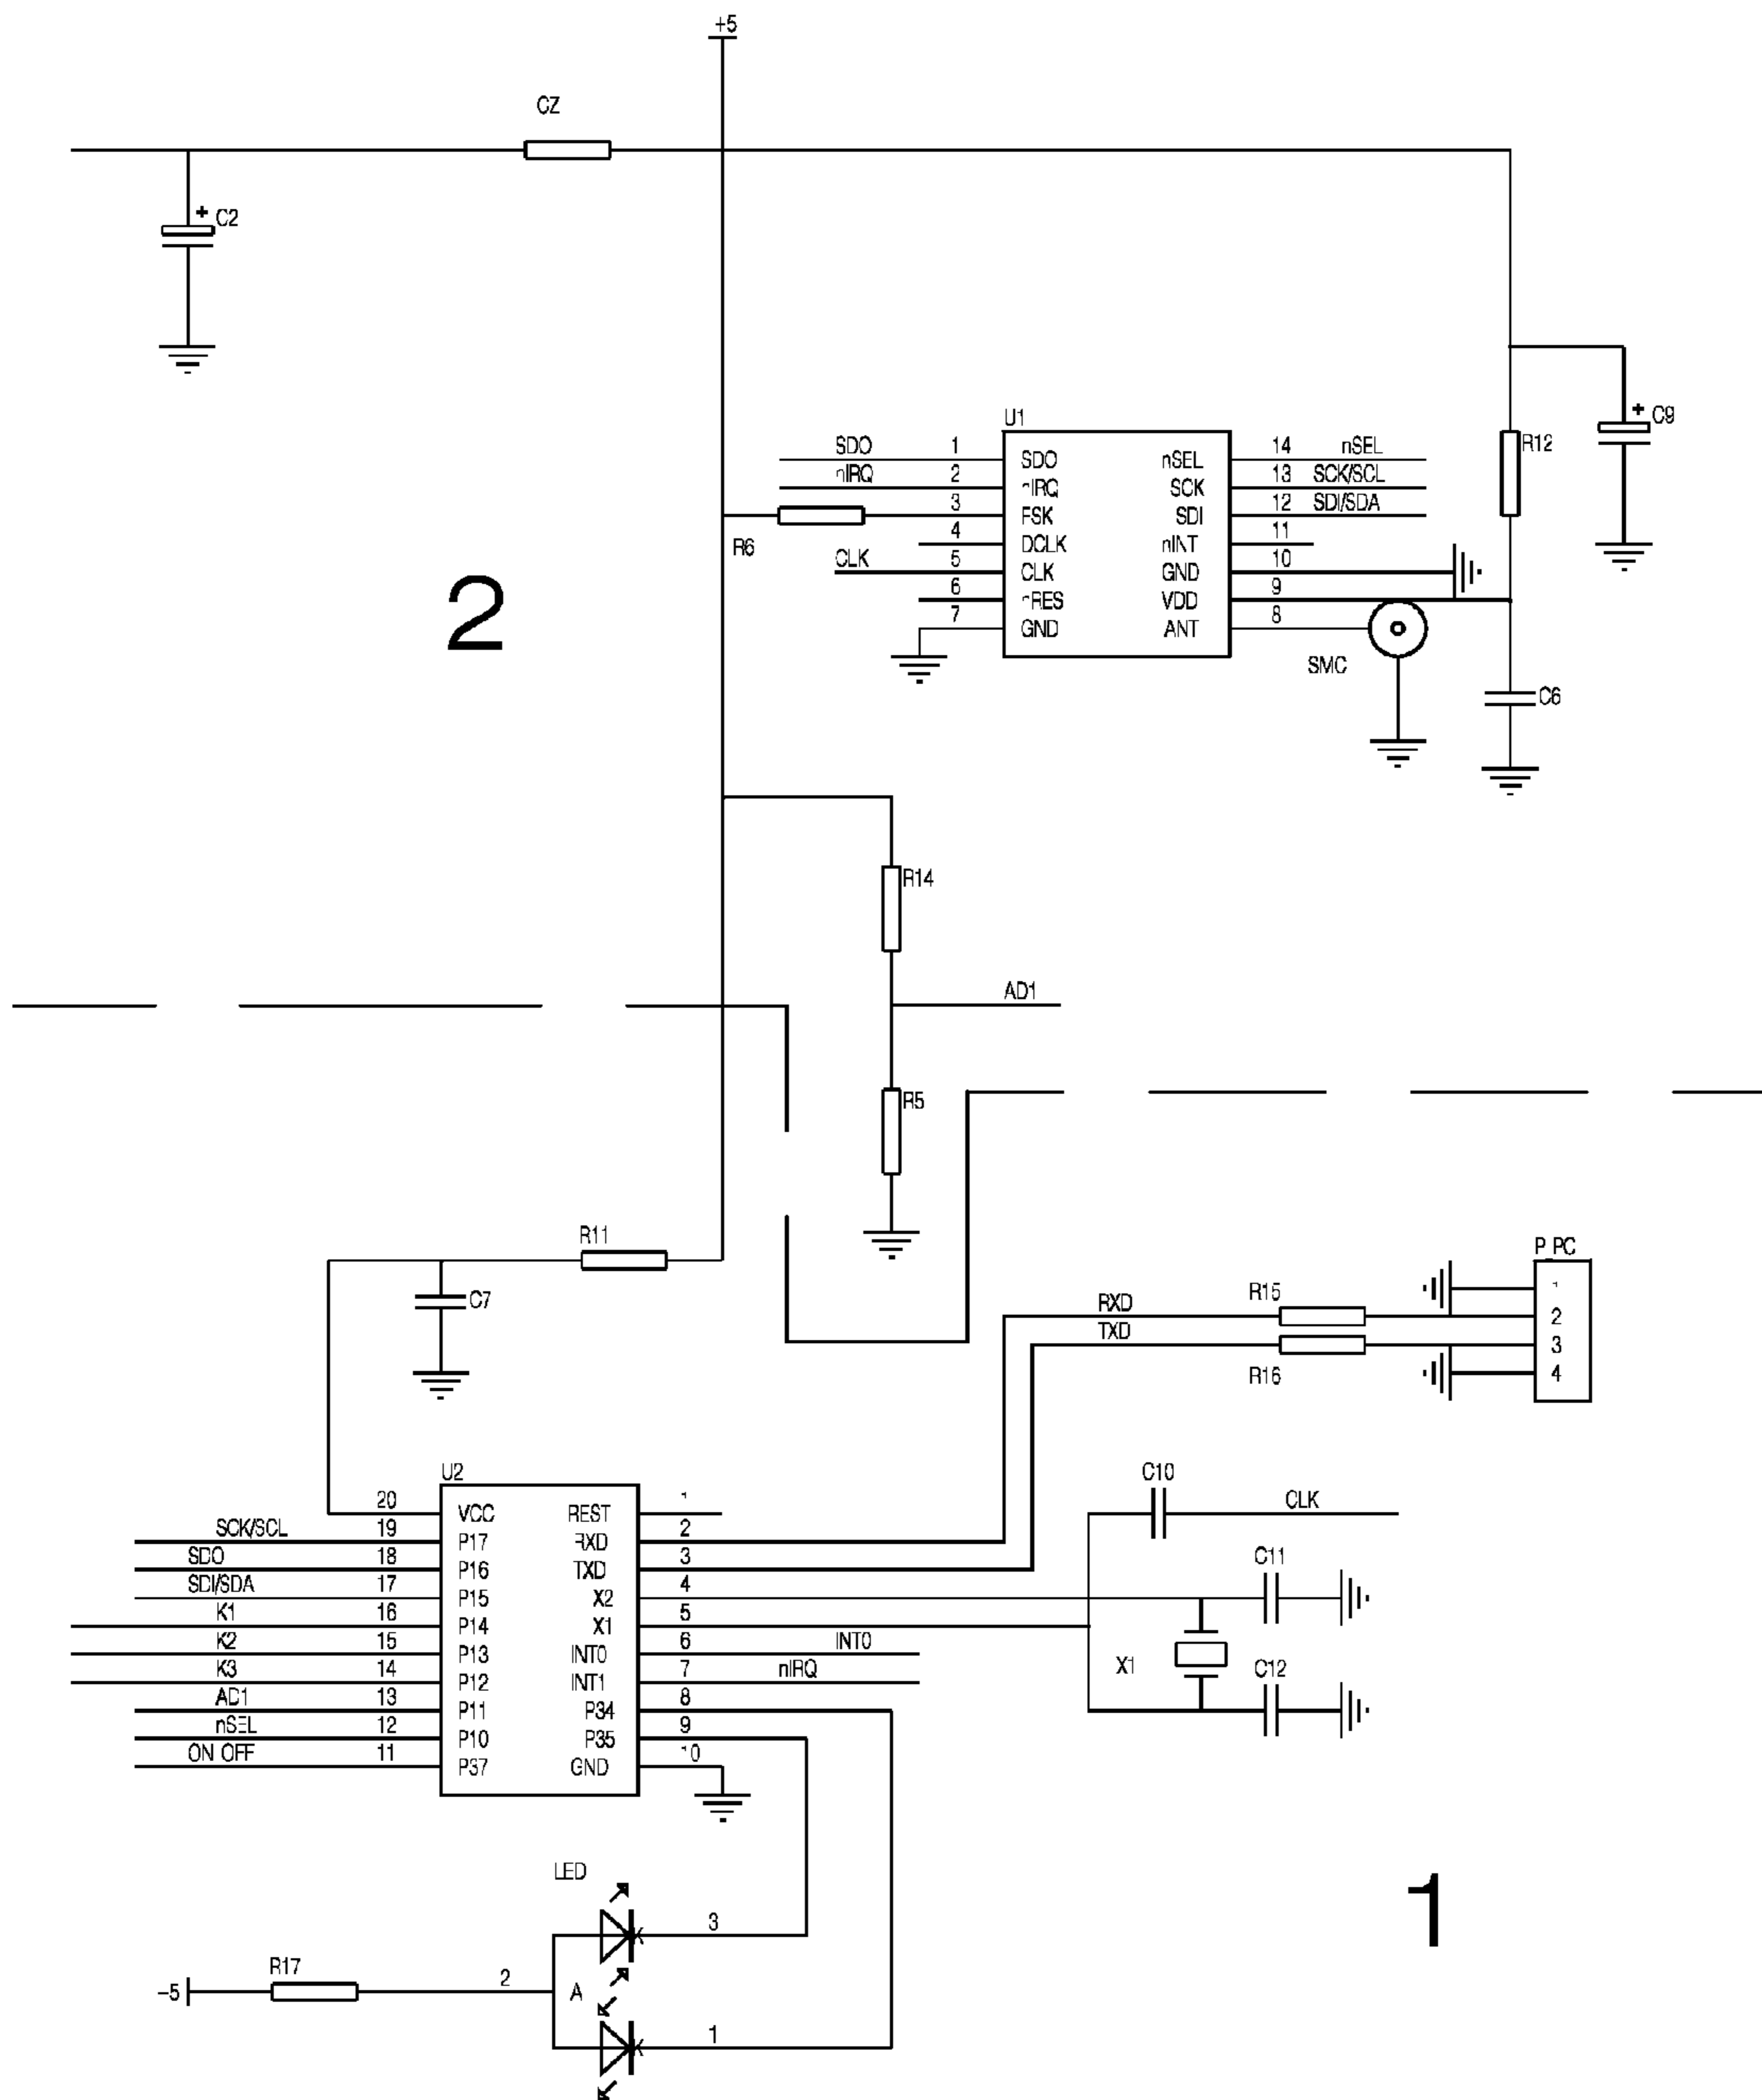 +5
CZ
+ C2
U1
+ C9
R12
SDO 1 SDO nSEL 14 nSEL
nIRQ 2 nIRQ SCK 13 SCK/SCL
3 FSK SDI 12 SDI/SDA
R6
4 DCLK nINT 11
CLK 5 CLK GND 10
6 nRES VDD 9
7 GND ANT 8
2
SMC
C6
R14
AD1
R5
R11
C7
P_PC
1
RXD R15 2
TXD 3
R16 4
U2
C10
20 VCC REST 1
CLK
SCK/SCL 19 P17 RXD 2
SDO 18 P16 TXD 3
C11
SDI/SDA 17 P15 X2 4
K1 16 P14 X1 5
K2 15 P13 INT0 6 INT0
K3 14 P12 INT1 7 nIRQ
X1
C12
AD1 13 P11 P34 8
nSEL 12 P10 P35 9
ON OFF 11 P37 GND 10
LED
1
K 3
R17
-5 2 A
K 1